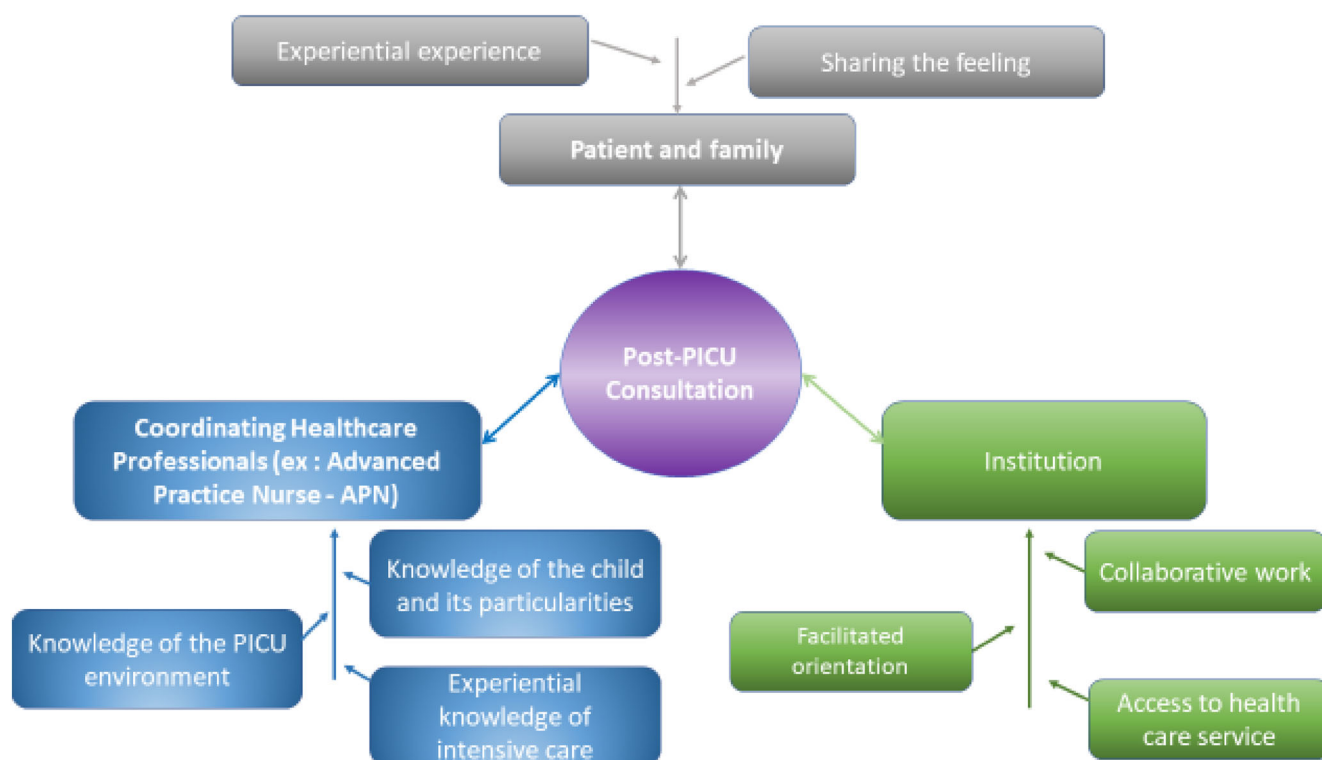 Experiential experience
Sharing the feeling
Patient and family
Post-PICU
Consultation
Coordinating Healthcare
Professionals (ex : Advanced
Practice Nurse - APN)
Institution
Knowledge of the child
and its particularities
Knowledge of the PICU
environment
Experiential
knowledge of
intensive care
Collaborative work
Facilitated
orientation
Access to health
care service